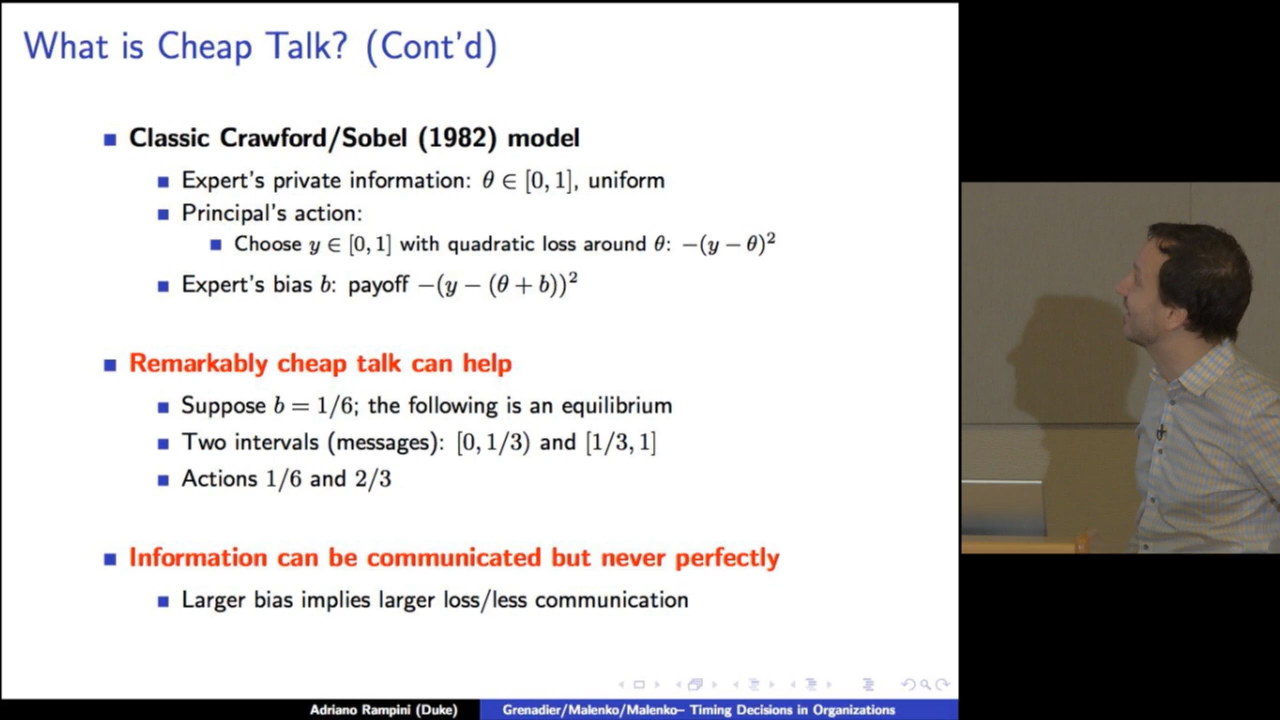 What is Cheap Talk? (Cont'd)
Classic Crawford/Sobel (1982) model
Expert's private information: θ ∈ [0, 1], uniform
Principal's action:
Choose y ∈ [0, 1] with quadratic loss around θ: −(y − θ)²
Expert's bias b: payoff −(y − (θ + b))²
Remarkably cheap talk can help
Suppose b = 1/6; the following is an equilibrium
Two intervals (messages): [0, 1/3) and [1/3, 1]
Actions 1/6 and 2/3
Information can be communicated but never perfectly
Larger bias implies larger loss/less communication
Adriano Rampini (Duke) Grenadier/Malenko/Malenko– Timing Decisions in Organizations